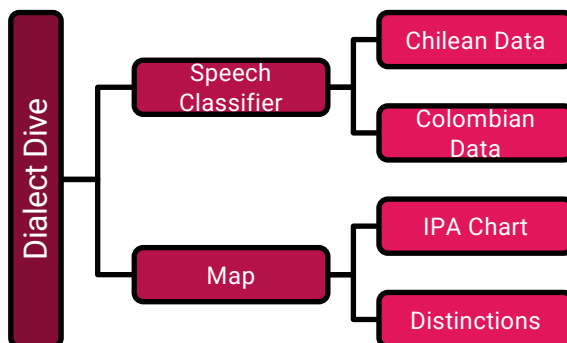 Dialect Dive
Speech
Classifier
Chilean Data
Colombian
Data
Map
IPA Chart
Distinctions